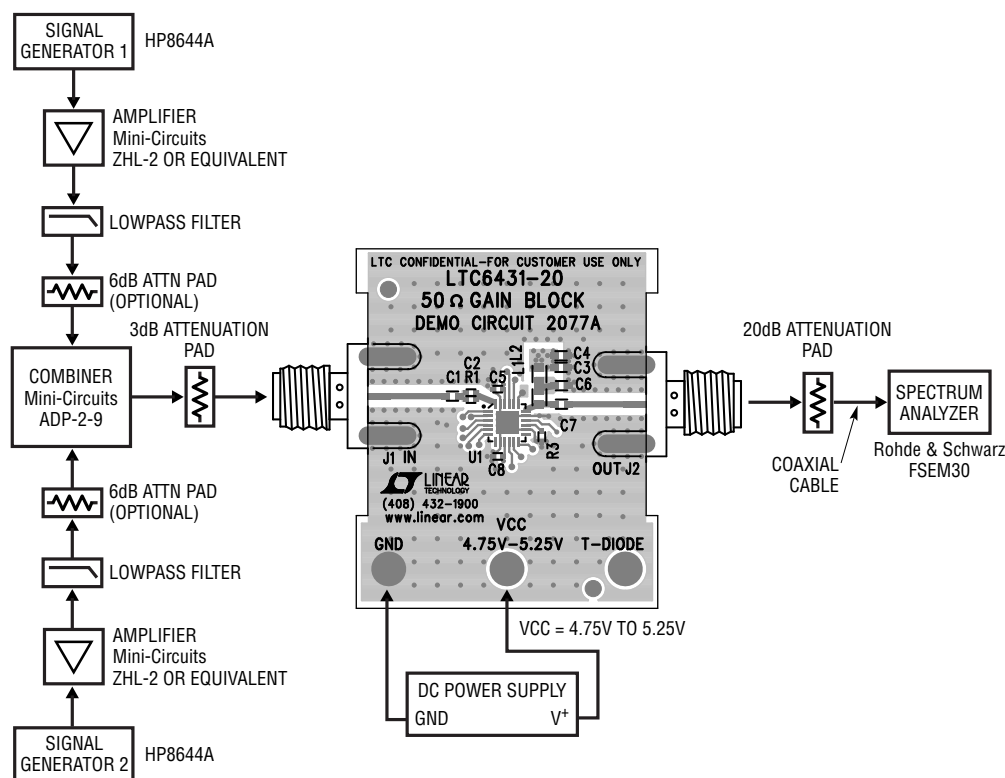 SIGNAL
GENERATOR 1
HP8644A
AMPLIFIER
Mini-Circuits
ZHL-2 OR EQUIVALENT
LOWPASS FILTER
6dB ATTN PAD
(OPTIONAL)
3dB ATTENUATION
PAD
COMBINER
Mini-Circuits
ADP-2-9
6dB ATTN PAD
(OPTIONAL)
LOWPASS FILTER
AMPLIFIER
Mini-Circuits
ZHL-2 OR EQUIVALENT
SIGNAL
GENERATOR 2
HP8644A
LTC CONFIDENTIAL–FOR CUSTOMER USE ONLY
LTC6431-20
50 Ω GAIN BLOCK
DEMO CIRCUIT 2077A
C2
C1 R1 C5
L1 L2
C4
C3
C6
C7
R3
U1
C8
J1 IN
OUT J2
LINEAR
TECHNOLOGY
(408) 432-1900
www.linear.com
VCC
GND 4.75V–5.25V T-DIODE
VCC = 4.75V TO 5.25V
DC POWER SUPPLY
GND V+
20dB ATTENUATION
PAD
COAXIAL
CABLE
SPECTRUM
ANALYZER
Rohde & Schwarz
FSEM30